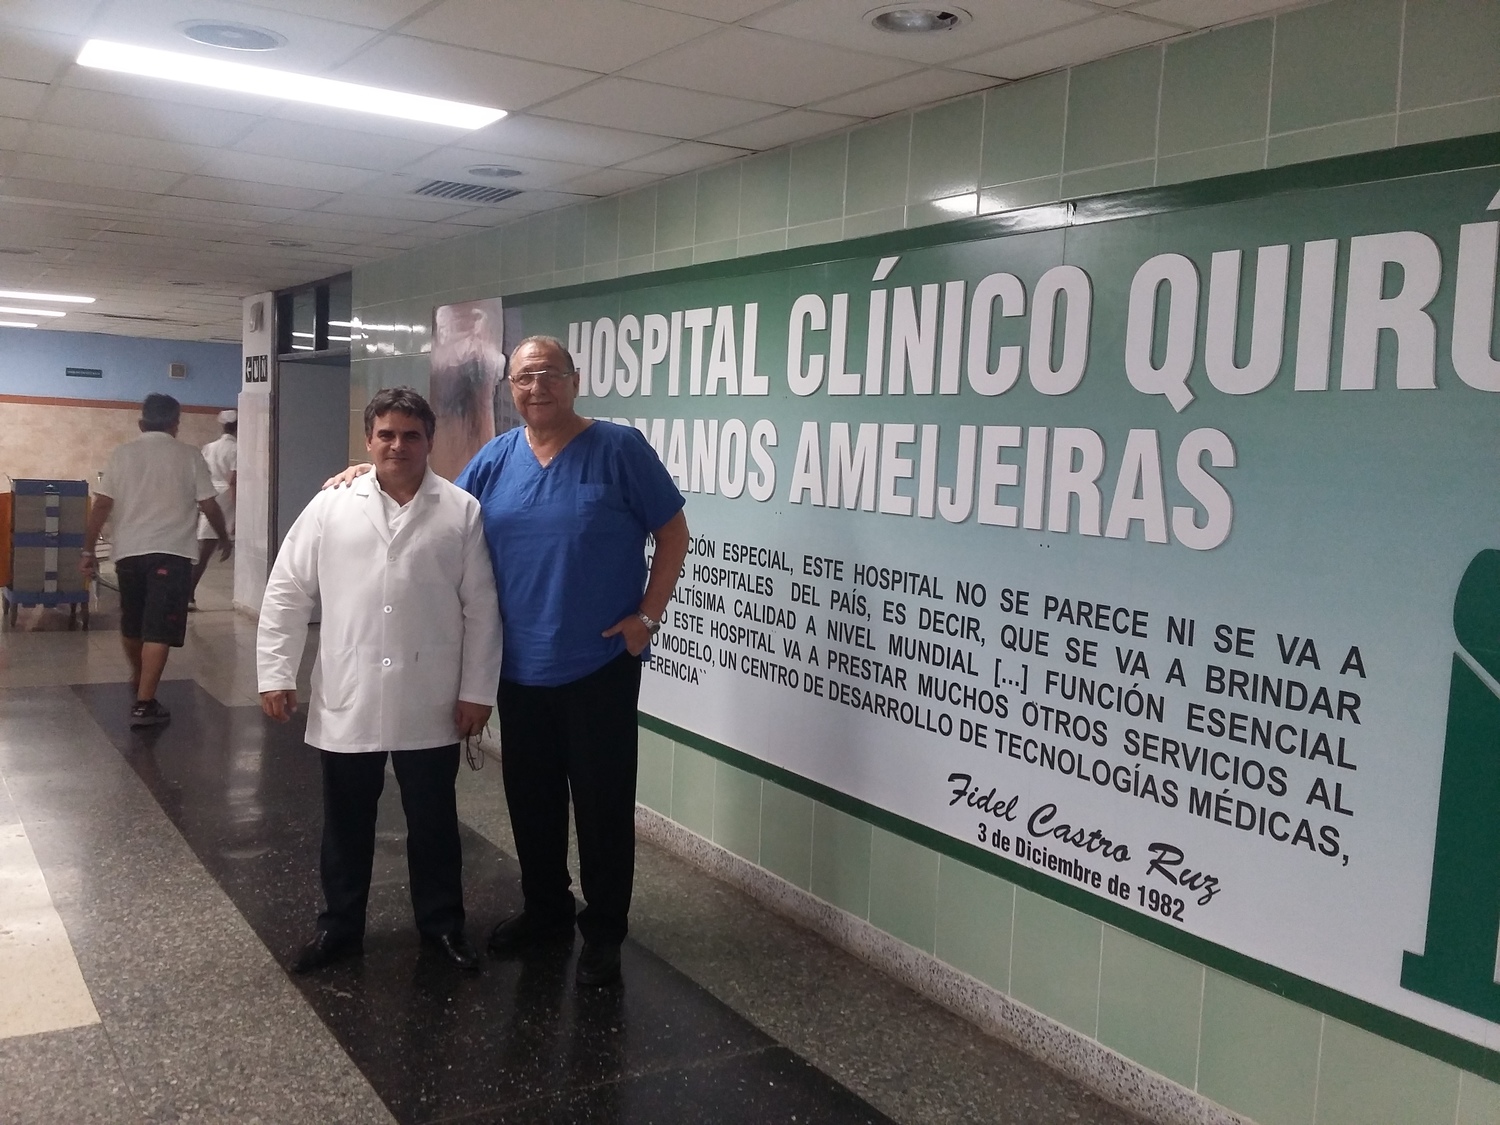 HOSPITAL CLÍNICO QUIRÚ
HERMANOS AMEIJEIRAS
CIÓN ESPECIAL, ESTE HOSPITAL NO SE PARECE NI SE VA A
HOSPITALES DEL PAÍS, ES DECIR, QUE SE VA A BRINDAR
ALTÍSIMA CALIDAD A NIVEL MUNDIAL [...] FUNCIÓN ESENCIAL
ESTE HOSPITAL VA A PRESTAR MUCHOS OTROS SERVICIOS AL
MODELO, UN CENTRO DE DESARROLLO DE TECNOLOGÍAS MÉDICAS,
FERENCIA``
Fidel Castro Ruz
3 de Diciembre de 1982